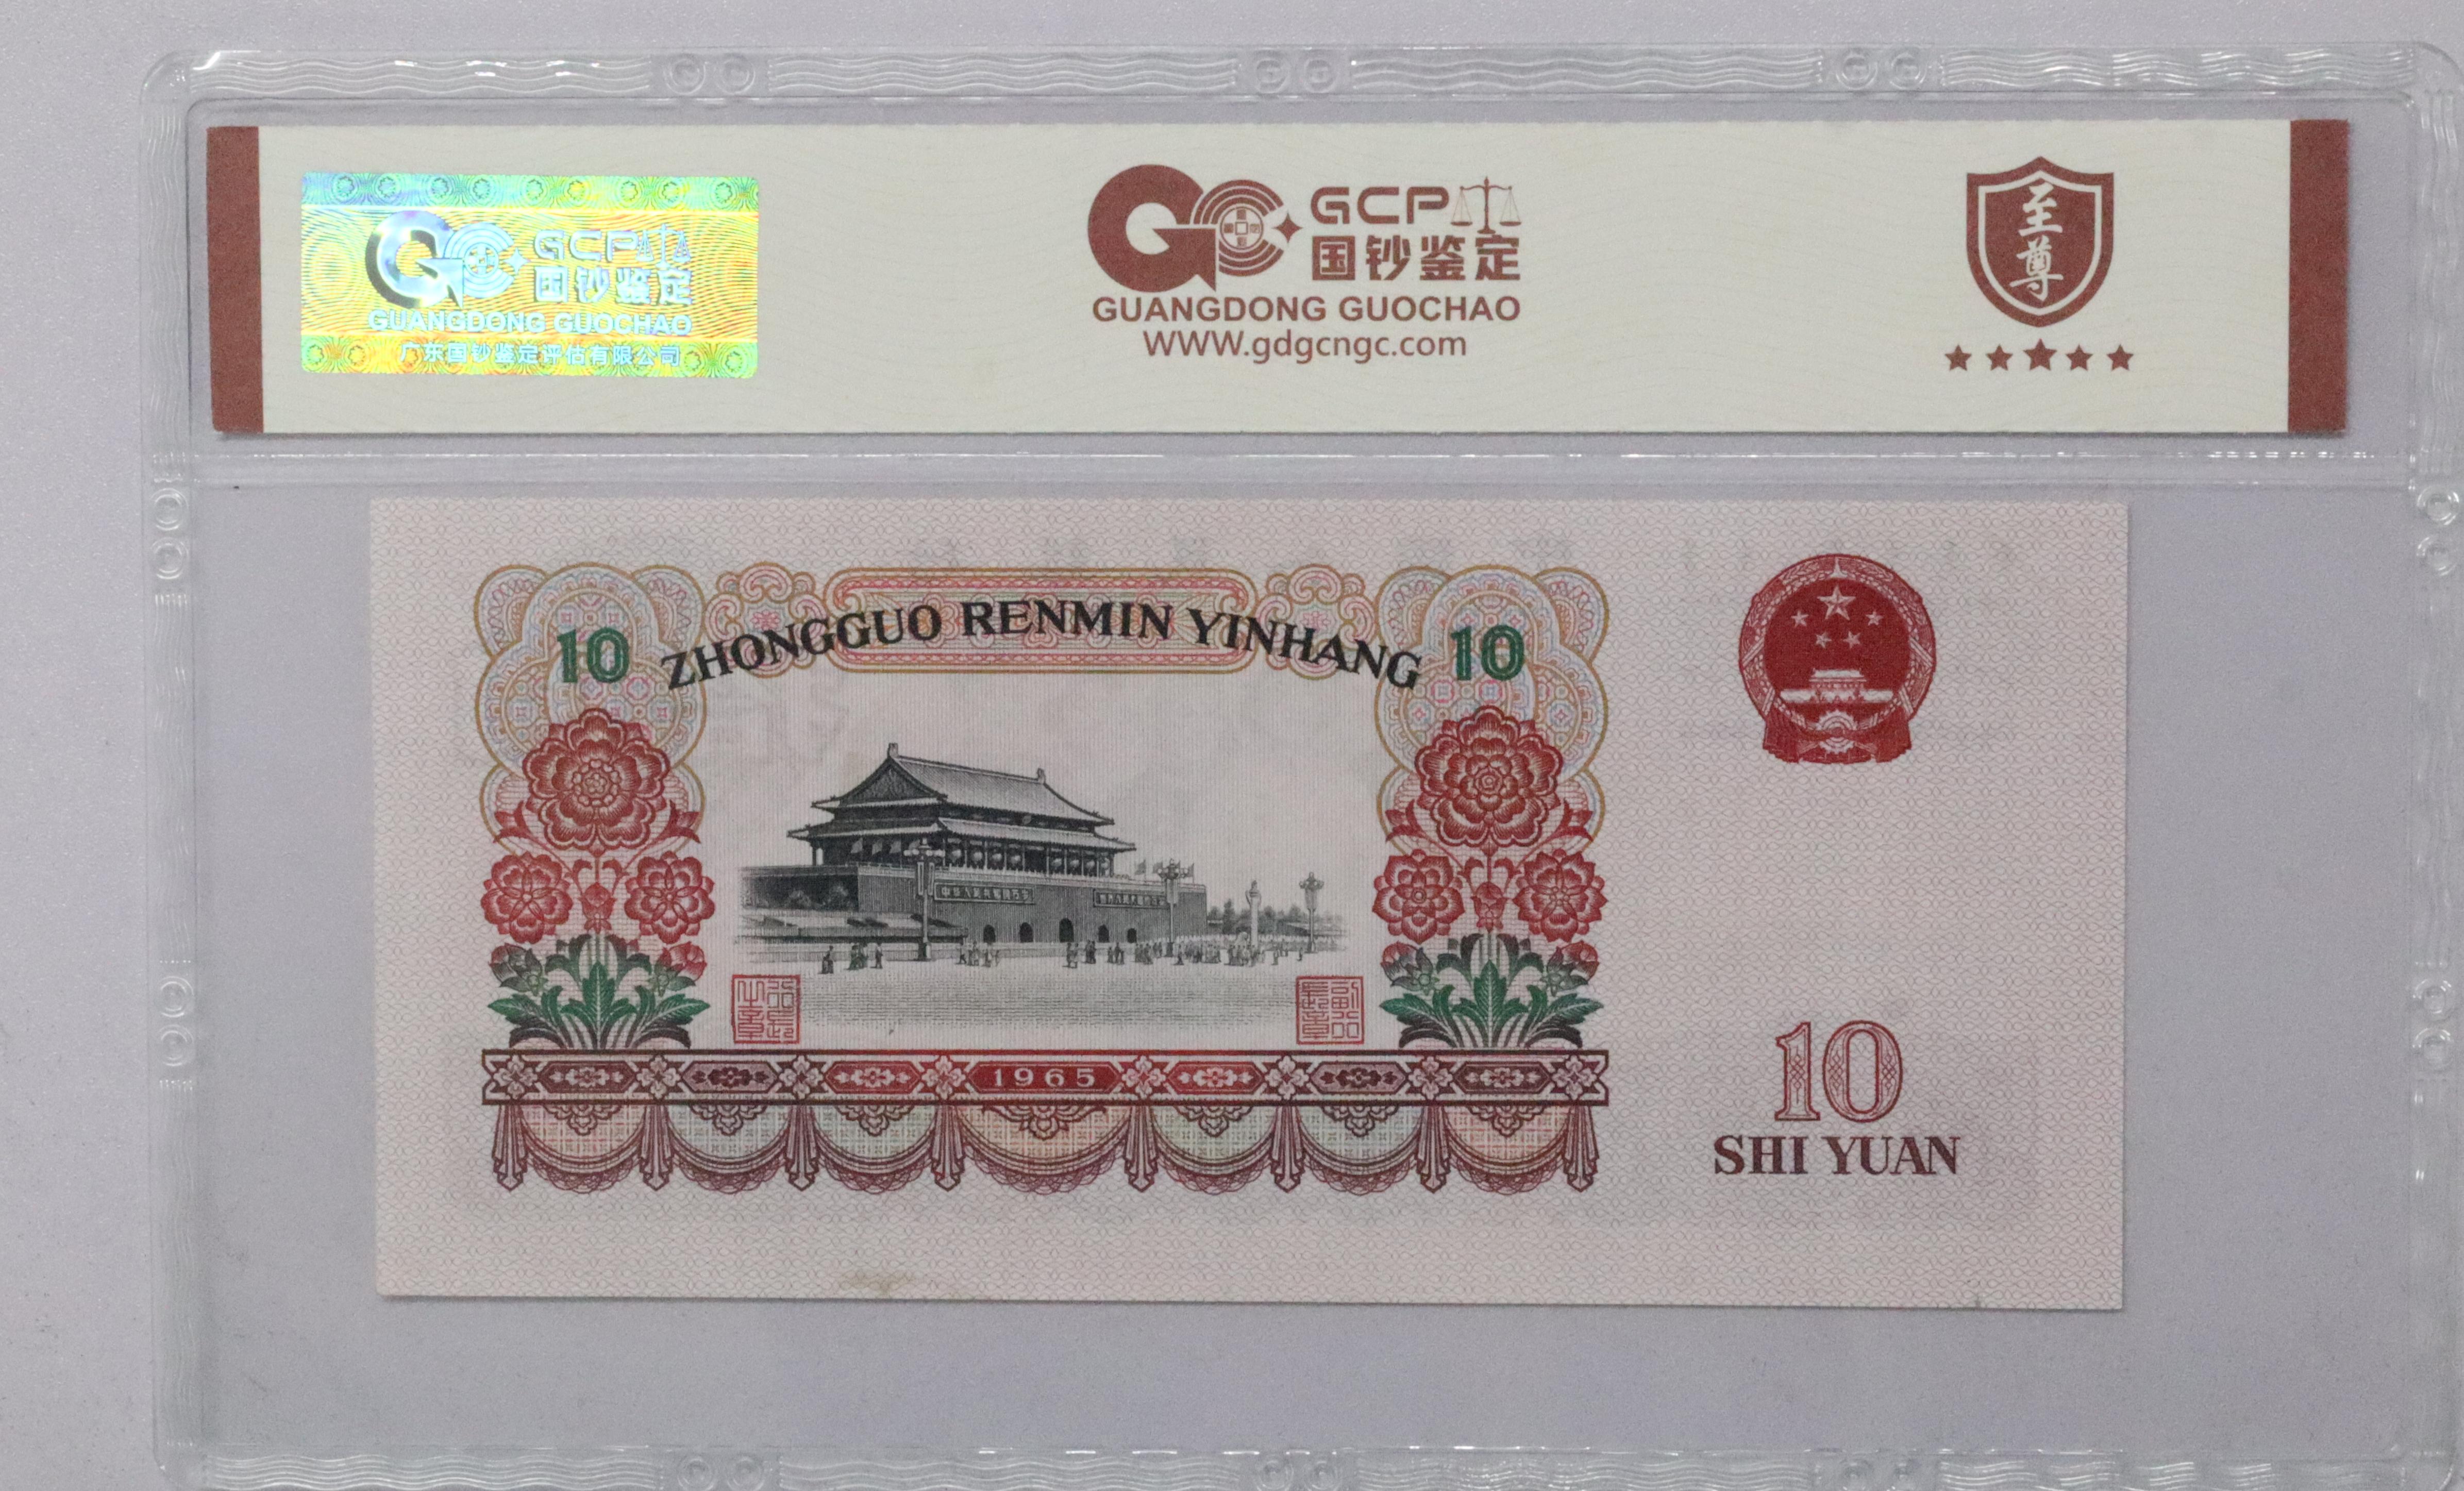 GCP
国钞鉴定
GUANGDONG GUOCHAO
广东国钞鉴定评估有限公司
GCP
国钞鉴定
GUANGDONG GUOCHAO
WWW.gdgcngc.com
至尊
10 ZHONGGUO RENMIN YINHANG 10
1965
10
SHI YUAN